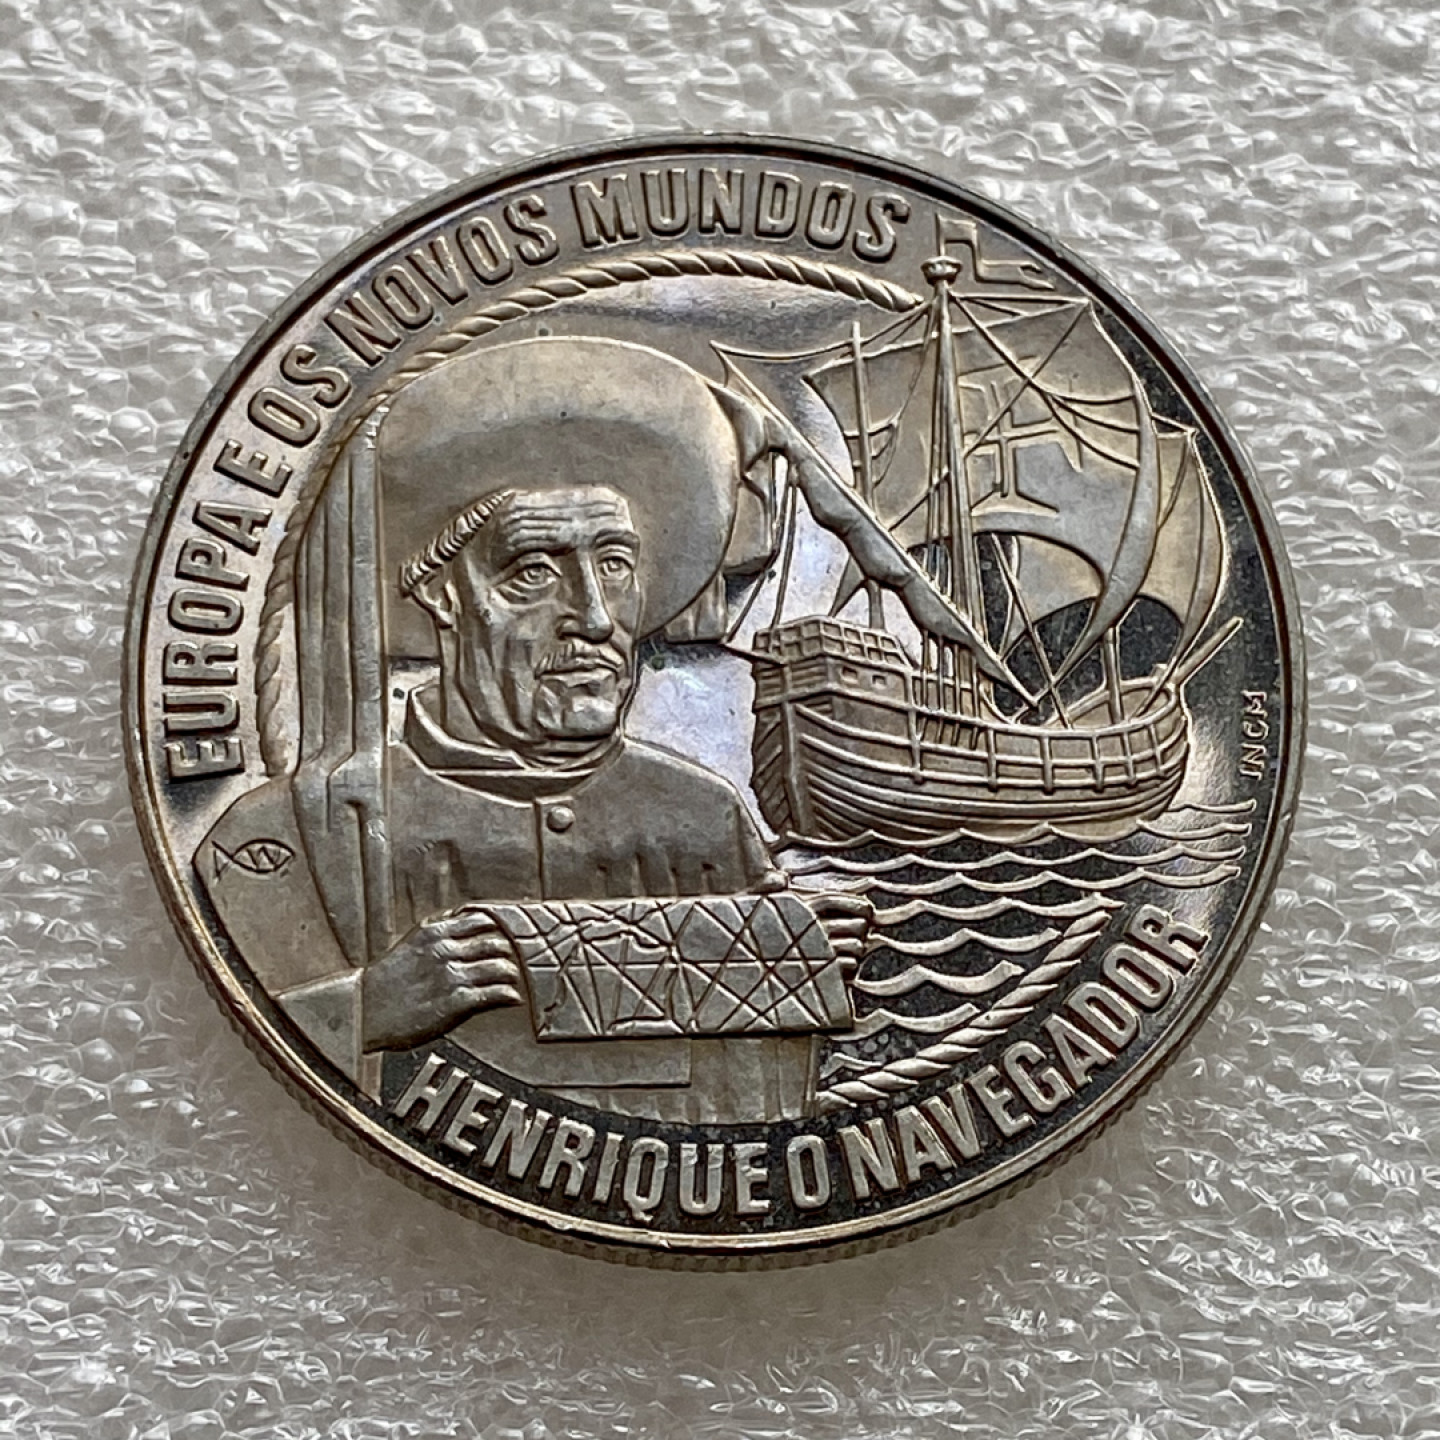 EUROPA E OS NOVOS MUNDOS
INCM
HENRIQUE O NAVEGADOR